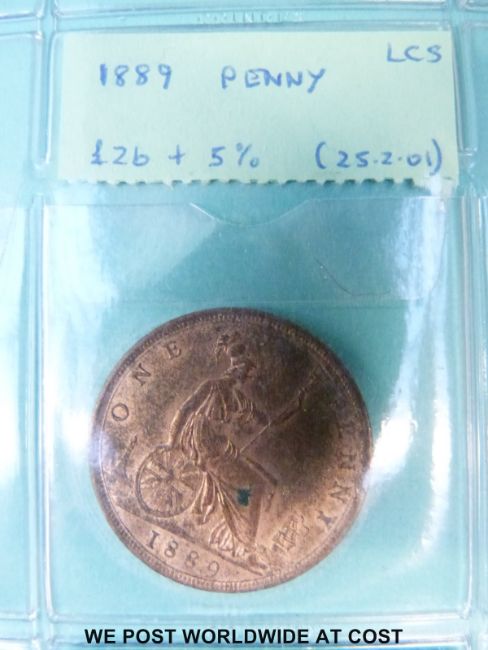 LCS
1889 PENNY
£26 + 5% (25.2.01)
ONE PENNY
1889
WE POST WORLDWIDE AT COST